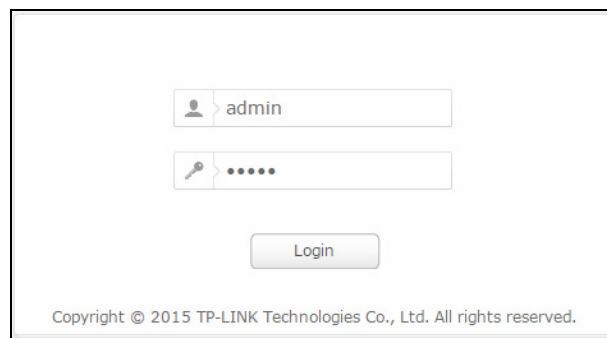 admin
•••••
Login
Copyright © 2015 TP-LINK Technologies Co., Ltd. All rights reserved.